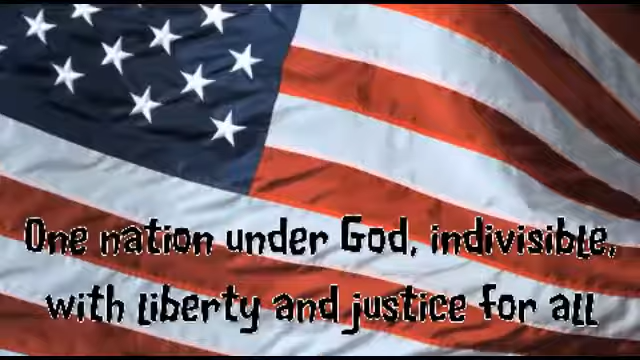 One nation under God, indivisible,
with liberty and justice for all